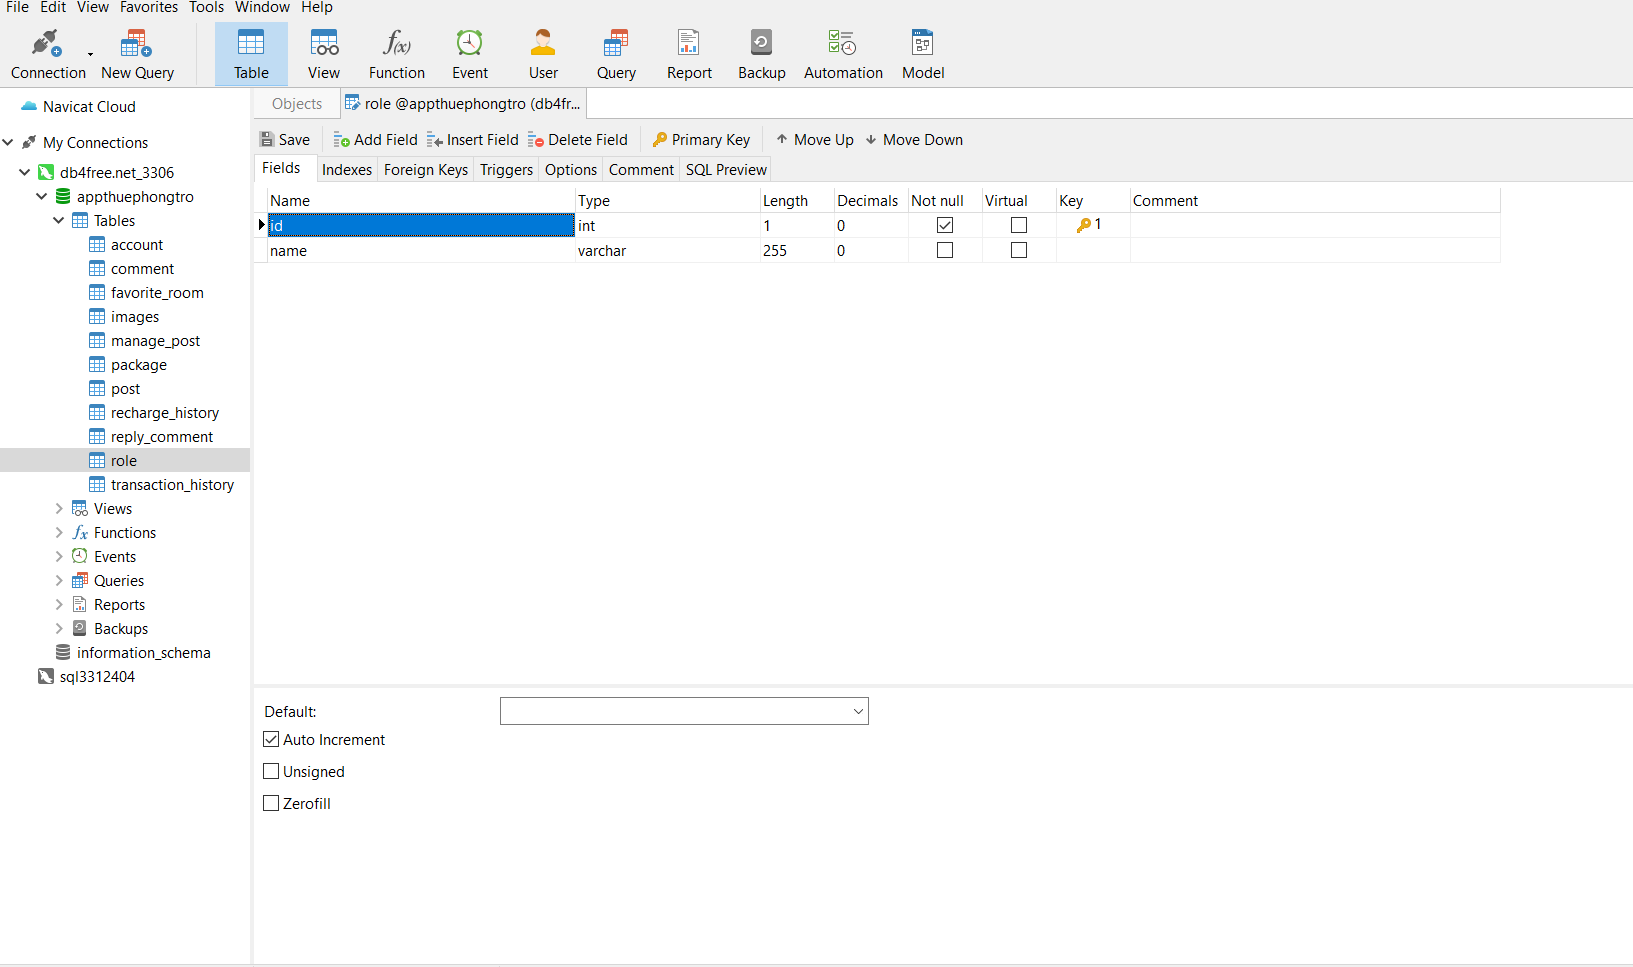 File Edit View Favorites Tools Window Help
Connection New Query Table View Function Event User Query Report Backup Automation Model
Navicat Cloud
My Connections
db4free.net_3306
appthuephongtro
Tables
account
comment
favorite_room
images
manage_post
package
post
recharge_history
reply_comment
role
transaction_history
Views
Functions
Events
Queries
Reports
Backups
information_schema
sql3312404
Objects role @appthuephongtro (db4fr...
Save Add Field Insert Field Delete Field Primary Key Move Up Move Down
Fields Indexes Foreign Keys Triggers Options Comment SQL Preview
Name Type Length Decimals Not null Virtual Key Comment
id int 1 0 1
name varchar 255 0
Default:
Auto Increment
Unsigned
Zerofill